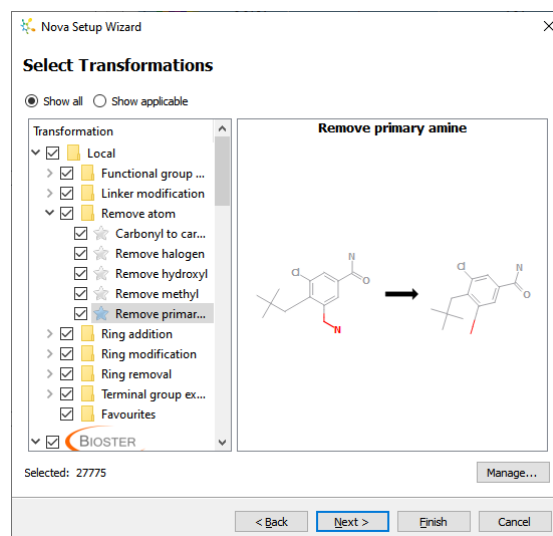 Nova Setup Wizard
Select Transformations
Show all Show applicable
Transformation
Local
Functional group ...
Linker modification
Remove atom
Carbonyl to car...
Remove halogen
Remove hydroxyl
Remove methyl
Remove primar...
Ring addition
Ring modification
Ring removal
Terminal group ex...
Favourites
BIOSTER
Remove primary amine
Cl N O N
Cl N O
Selected: 27775
Manage...
< Back Next > Finish Cancel